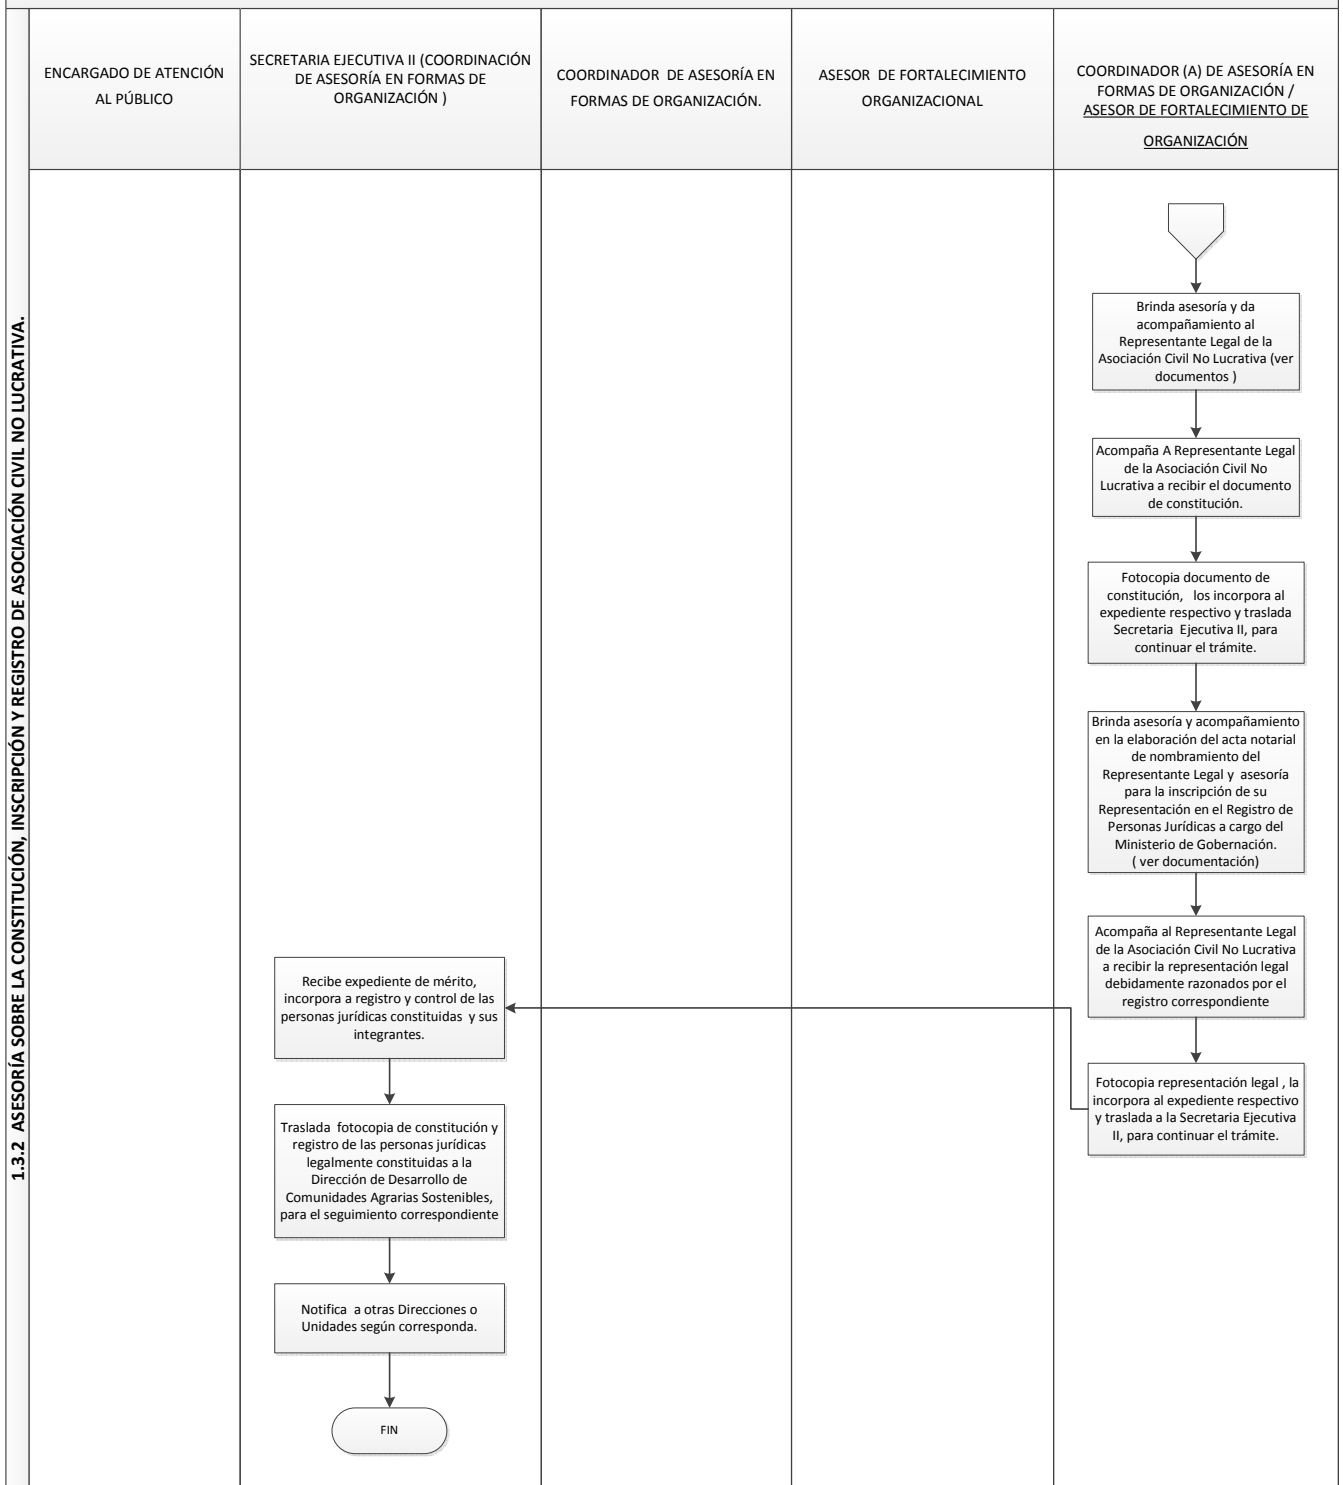 1.3.2 ASESORÍA SOBRE LA CONSTITUCIÓN, INSCRIPCIÓN Y REGISTRO DE ASOCIACIÓN CIVIL NO LUCRATIVA.
ENCARGADO DE ATENCIÓN
AL PÚBLICO
SECRETARIA EJECUTIVA II (COORDINACIÓN
DE ASESORÍA EN FORMAS DE
ORGANIZACIÓN )
COORDINADOR DE ASESORÍA EN
FORMAS DE ORGANIZACIÓN.
ASESOR DE FORTALECIMIENTO
ORGANIZACIONAL
COORDINADOR (A) DE ASESORÍA EN
FORMAS DE ORGANIZACIÓN /
ASESOR DE FORTALECIMIENTO DE
ORGANIZACIÓN
Brinda asesoría y da
acompañamiento al
Representante Legal de la
Asociación Civil No Lucrativa (ver
documentos )
Acompaña A Representante Legal
de la Asociación Civil No
Lucrativa a recibir el documento
de constitución.
Fotocopia documento de
constitución, los incorpora al
expediente respectivo y traslada
Secretaria Ejecutiva II, para
continuar el trámite.
Brinda asesoría y acompañamiento
en la elaboración del acta notarial
de nombramiento del
Representante Legal y asesoría
para la inscripción de su
Representación en el Registro de
Personas Jurídicas a cargo del
Ministerio de Gobernación.
( ver documentación)
Acompaña al Representante Legal
de la Asociación Civil No Lucrativa
a recibir la representación legal
debidamente razonados por el
registro correspondiente
Fotocopia representación legal , la
incorpora al expediente respectivo
y traslada a la Secretaria Ejecutiva
II, para continuar el trámite.
Recibe expediente de mérito,
incorpora a registro y control de las
personas jurídicas constituidas y sus
integrantes.
Traslada fotocopia de constitución y
registro de las personas jurídicas
legalmente constituidas a la
Dirección de Desarrollo de
Comunidades Agrarias Sostenibles,
para el seguimiento correspondiente
Notifica a otras Direcciones o
Unidades según corresponda.
FIN